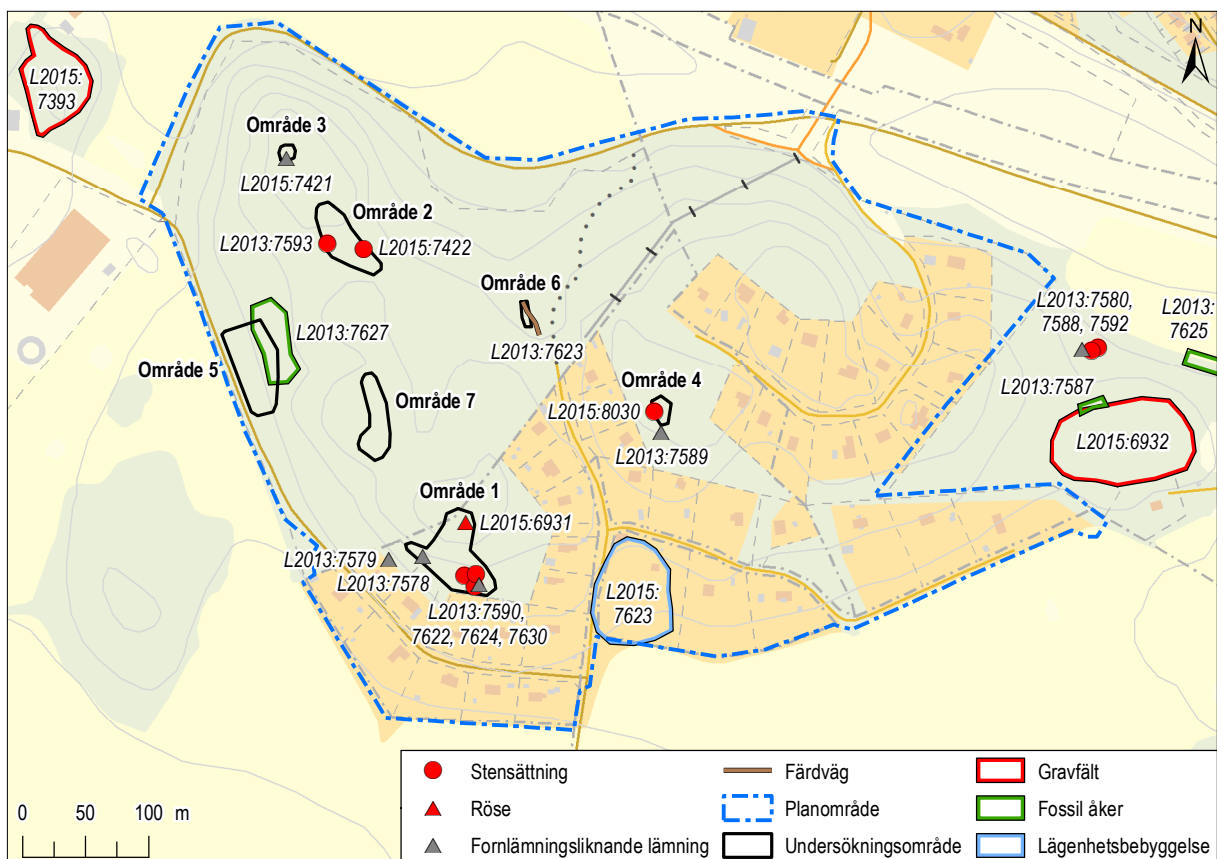 N
L2015:
7393
Område 3
L2015:7421
Område 2
L2013:7593
L2015:7422
Område 6
L2013:7623
L2013:7627
Område 5
Område 7
Område 4
L2015:8030
L2013:7589
L2013:7580,
7588, 7592
L2013:
7625
L2013:7587
L2015:6932
Område 1
L2015:6931
L2013:7579
L2013:7578
L2013:7590,
7622, 7624, 7630
L2015:
7623
0 50 100 m
Stensättning
Röse
Fornlämningsliknande lämning
Färdväg
Planområde
Undersökningsområde
Gravfält
Fossil åker
Lägenhetsbebyggelse